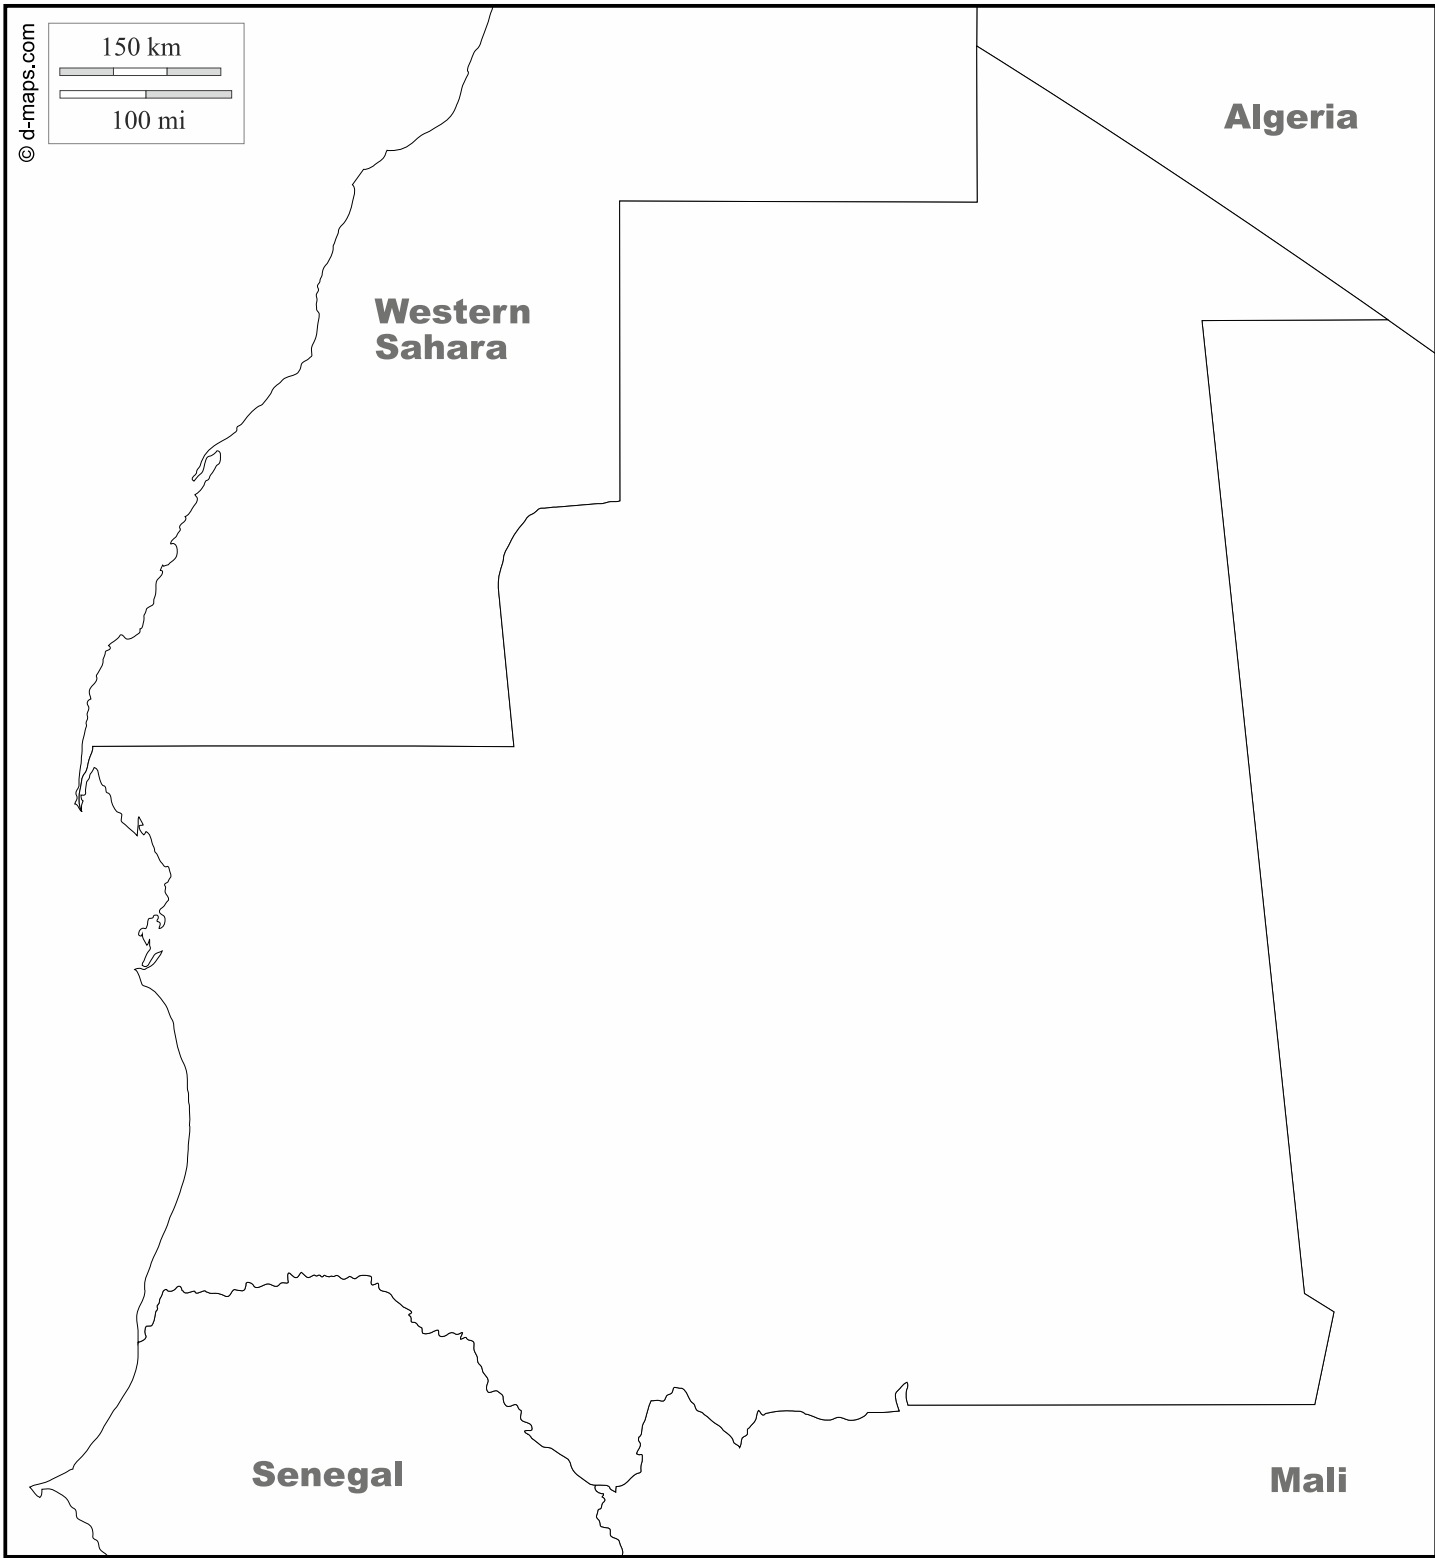 © d-maps.com
150 km
100 mi
Algeria
Western
Sahara
Senegal
Mali